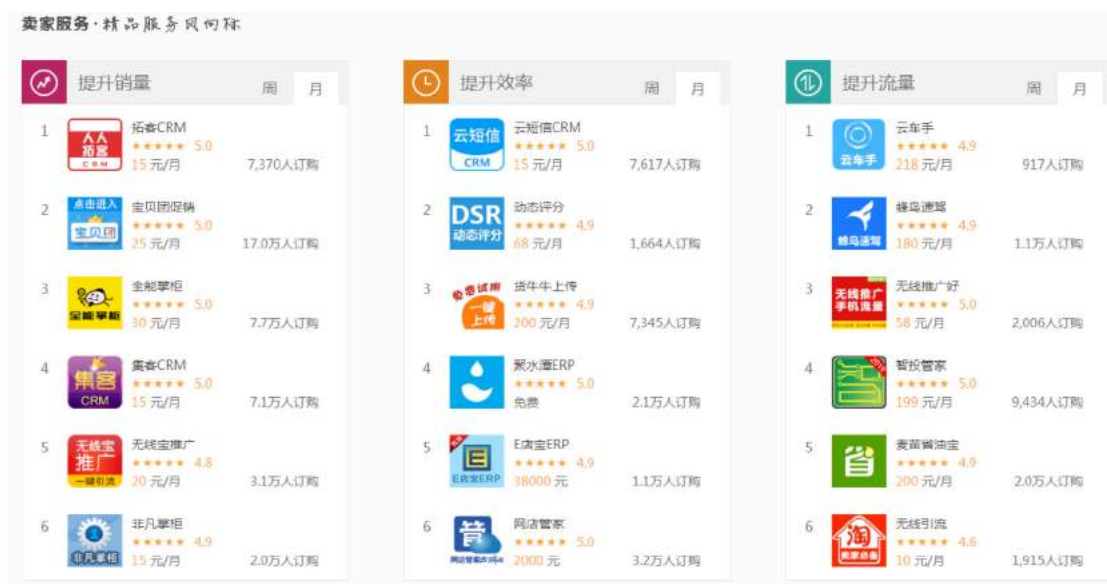 卖家服务·精品服务风向标
提升销量 周 月
1
人人
拓客
CRM
拓客CRM
★★★★★ 5.0
15 元/月 7,370人订购
2
点击进入
宝贝团
宝贝团促销
★★★★★ 5.0
25 元/月 17.0万人订购
3
全能掌柜
全能掌柜
★★★★★ 5.0
30 元/月 7.7万人订购
4
集客
CRM
集客CRM
★★★★★ 5.0
15 元/月 7.1万人订购
5
无线宝
推广
一键引流
无线宝推广
★★★★★ 4.8
20 元/月 3.1万人订购
6
非凡掌柜
非凡掌柜
★★★★★ 4.9
15 元/月 2.0万人订购
提升效率 周 月
1
云短信
CRM
云短信CRM
★★★★★ 5.0
15 元/月 7,617人订购
2
DSR
动态评分
动态评分
★★★★★ 4.9
68 元/月 1,664人订购
3
免费试用
一键
上传
货牛牛上传
★★★★★ 4.9
200 元/月 7,345人订购
4
聚水潭ERP
★★★★★ 5.0
免费 2.1万人订购
5
E
E店宝ERP
E店宝ERP
★★★★★ 4.9
38000 元 1.1万人订购
6
管
网店管家
★★★★★ 5.0
2000 元 3.2万人订购
提升流量 周 月
1
云车手
云车手
★★★★★ 4.9
218 元/月 917人订购
2
蜂鸟速驾
蜂鸟速驾
★★★★★ 4.9
180 元/月 1.1万人订购
3
无线推广
手机流量
无线推广好
★★★★★ 5.0
58 元/月 2,006人订购
4
智投管家
★★★★★ 5.0
199 元/月 9,434人订购
5
省
麦苗省油宝
★★★★★ 4.9
200 元/月 2.0万人订购
6
淘
卖家必备
无线引流
★★★★★ 4.6
10 元/月 1,915人订购